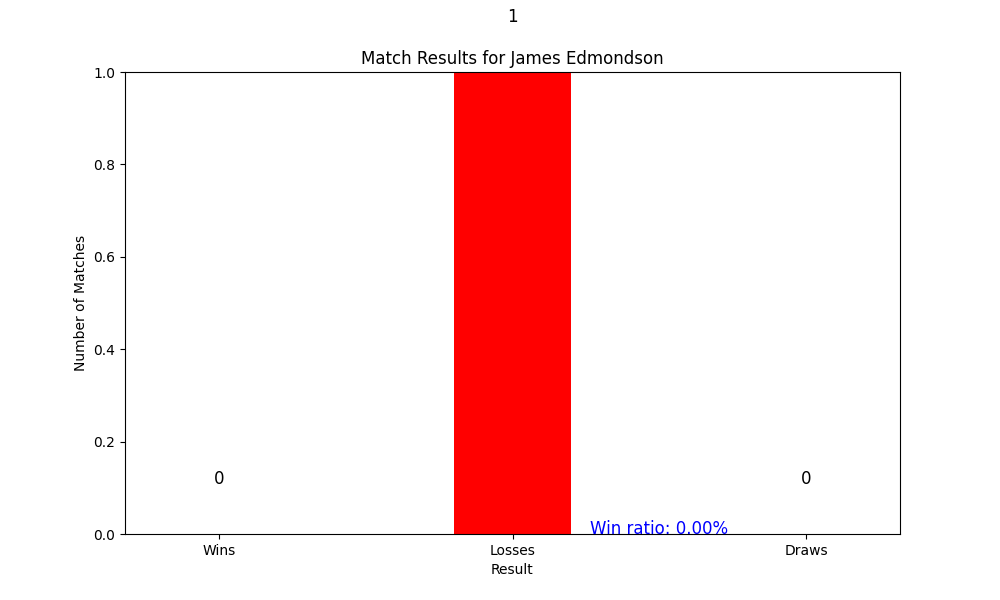 1
Match Results for James Edmondson
1.0
0.8
0.6
0.4
0.2
0.0
Number of Matches
0
0
Win ratio: 0.00%
Wins
Losses
Draws
Result